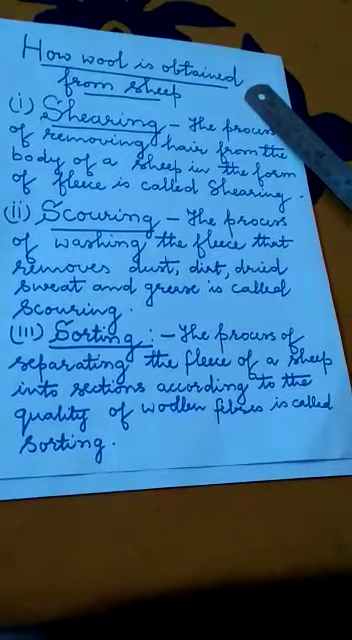 How wool is obtained
from sheep
(i) Shearing - The process
of removing hair from the
body of a sheep in the form
of fleece is called Shearing.
(ii) Scouring - The process
of washing the fleece that
removes dust, dirt, dried
sweat and grease is called
Scouring.
(iii) Sorting :- The process of
separating the fleece of a sheep
into sections according to the
quality of woollen fibres is called
Sorting.